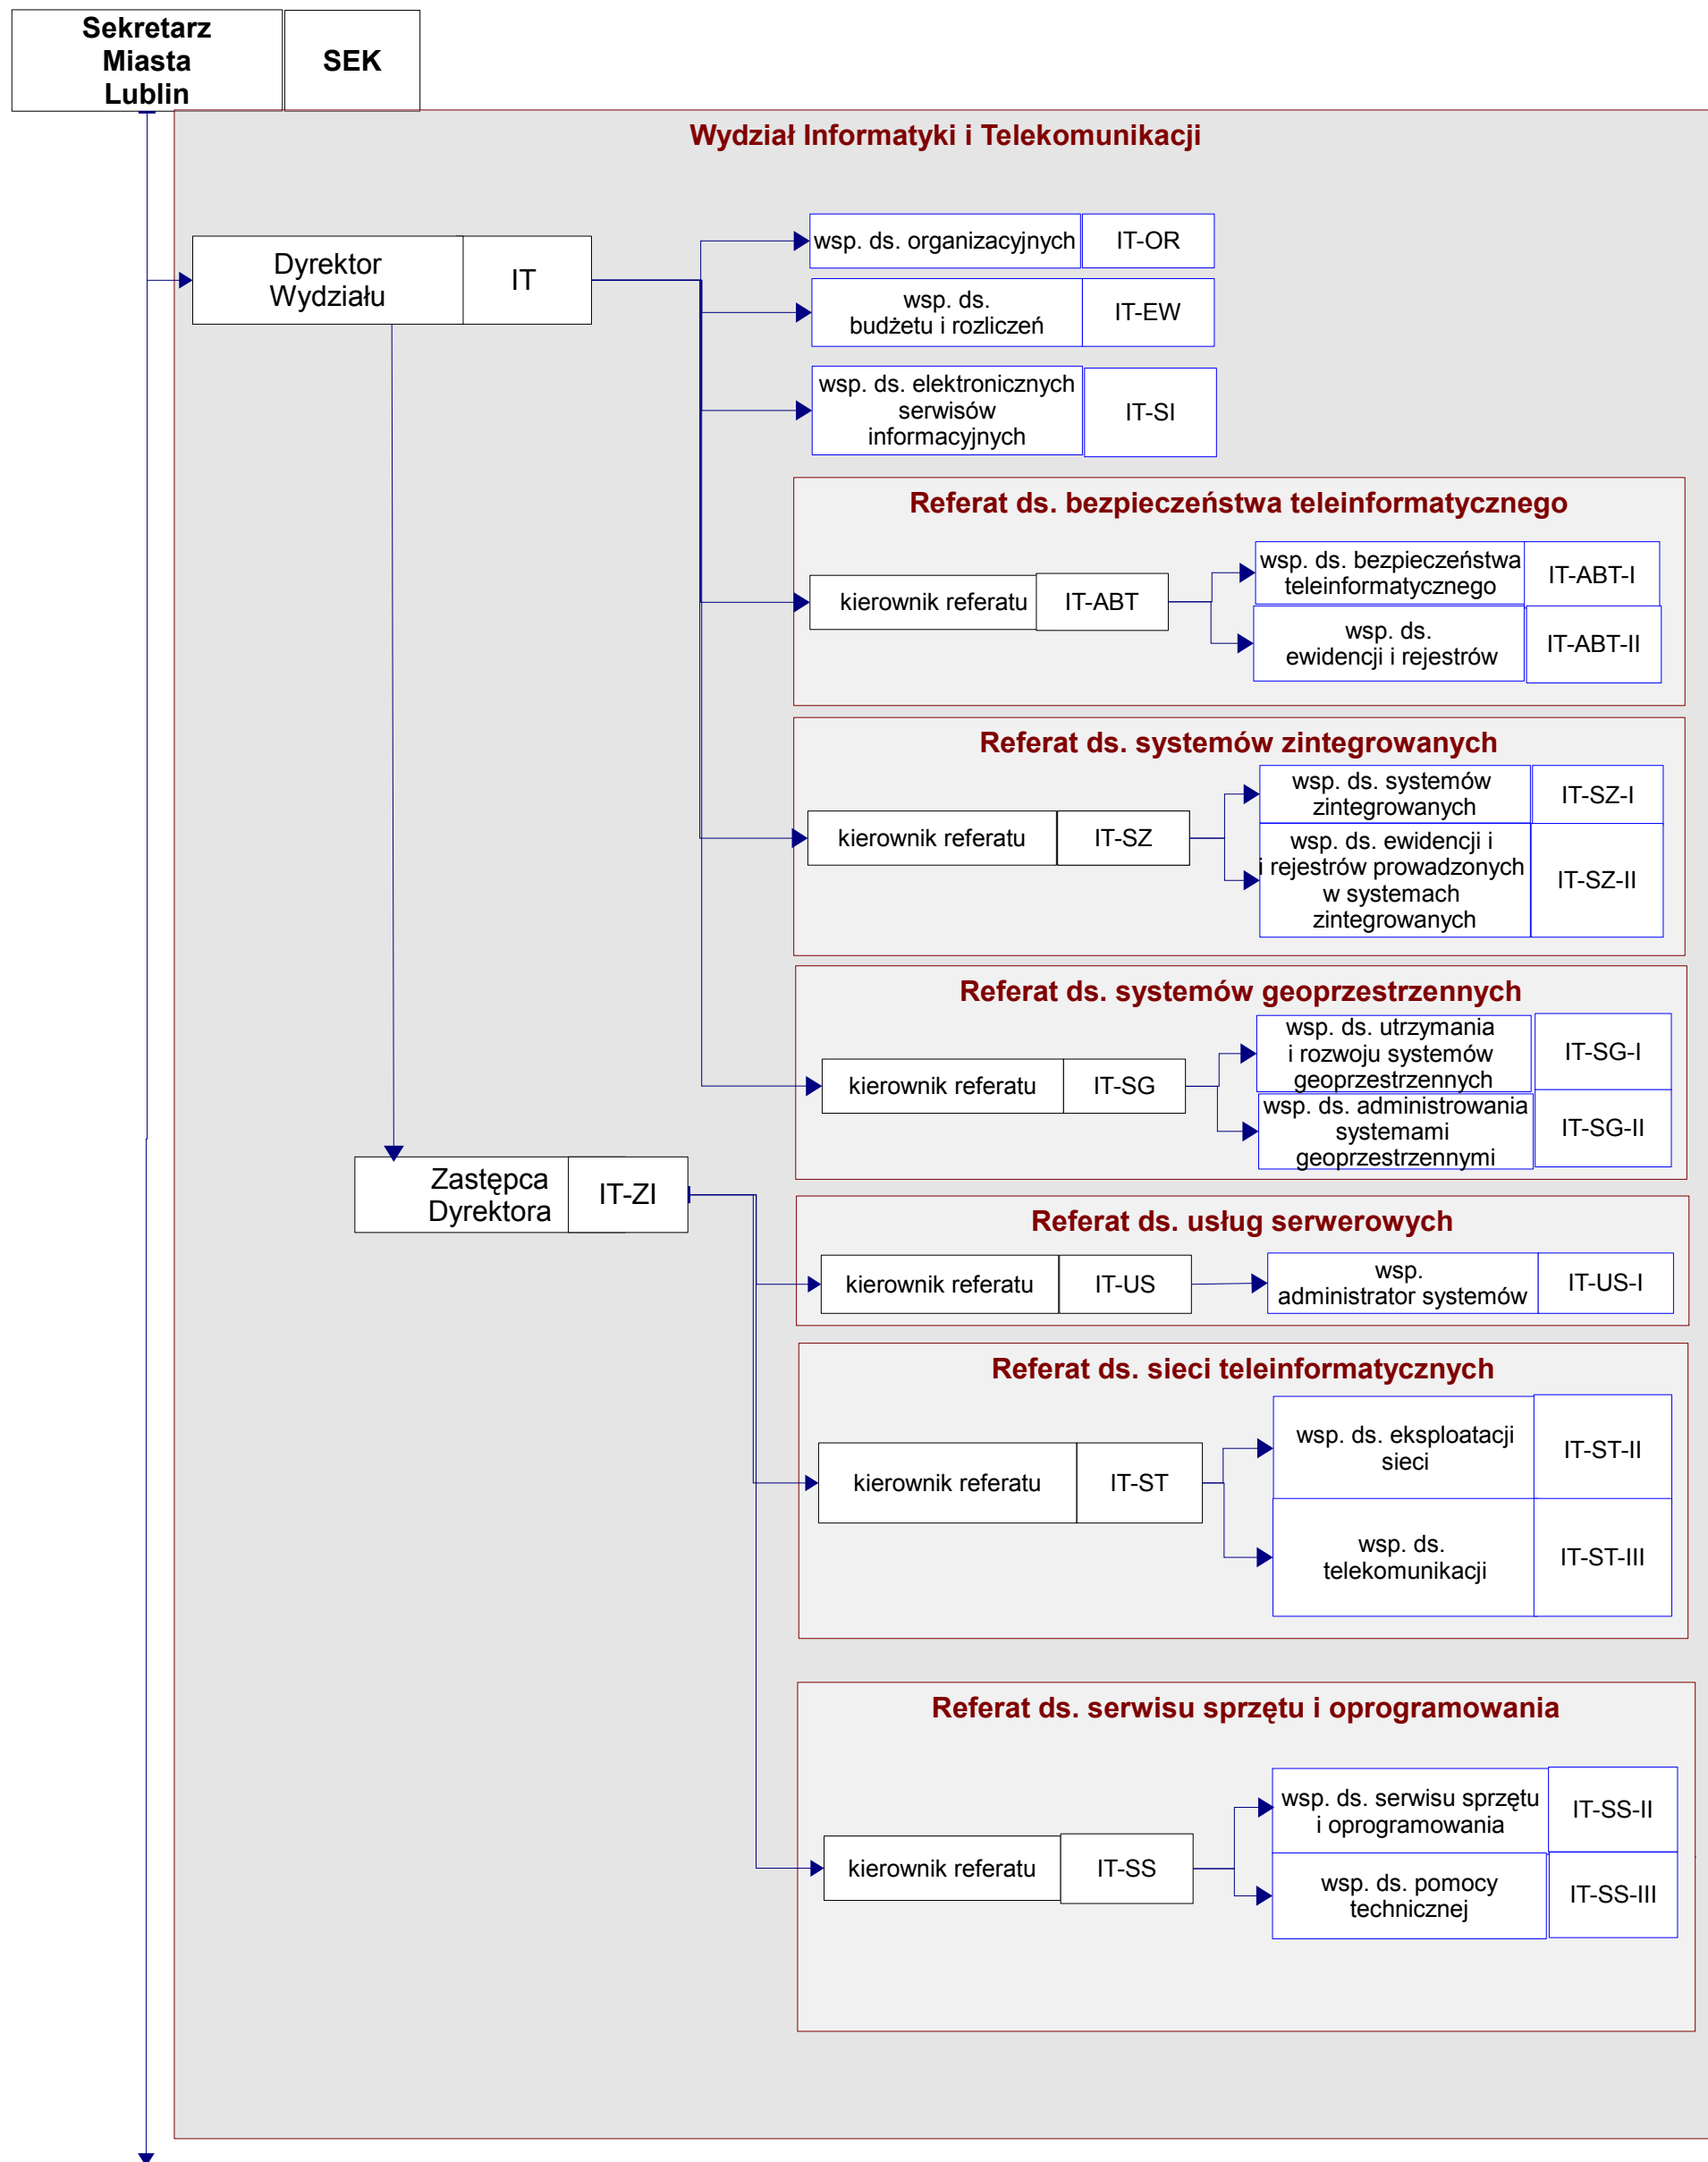 Sekretarz
Miasta
Lublin
SEK
Wydział Informatyki i Telekomunikacji
Dyrektor
Wydziału
IT
wsp. ds. organizacyjnych
IT-OR
wsp. ds.
budżetu i rozliczeń
IT-EW
wsp. ds. elektronicznych
serwisów
informacyjnych
IT-SI
Referat ds. bezpieczeństwa teleinformatycznego
kierownik referatu
IT-ABT
wsp. ds. bezpieczeństwa
teleinformatycznego
IT-ABT-I
wsp. ds.
ewidencji i rejestrów
IT-ABT-II
Referat ds. systemów zintegrowanych
kierownik referatu
IT-SZ
wsp. ds. systemów
zintegrowanych
IT-SZ-I
wsp. ds. ewidencji i
i rejestrów prowadzonych
w systemach
zintegrowanych
IT-SZ-II
Referat ds. systemów geoprzestrzennych
kierownik referatu
IT-SG
wsp. ds. utrzymania
i rozwoju systemów
geoprzestrzennych
IT-SG-I
wsp. ds. administrowania
systemami
geoprzestrzennymi
IT-SG-II
Zastępca
Dyrektora
IT-ZI
Referat ds. usług serwerowych
kierownik referatu
IT-US
wsp.
administrator systemów
IT-US-I
Referat ds. sieci teleinformatycznych
kierownik referatu
IT-ST
wsp. ds. eksploatacji
sieci
IT-ST-II
wsp. ds.
telekomunikacji
IT-ST-III
Referat ds. serwisu sprzętu i oprogramowania
kierownik referatu
IT-SS
wsp. ds. serwisu sprzętu
i oprogramowania
IT-SS-II
wsp. ds. pomocy
technicznej
IT-SS-III